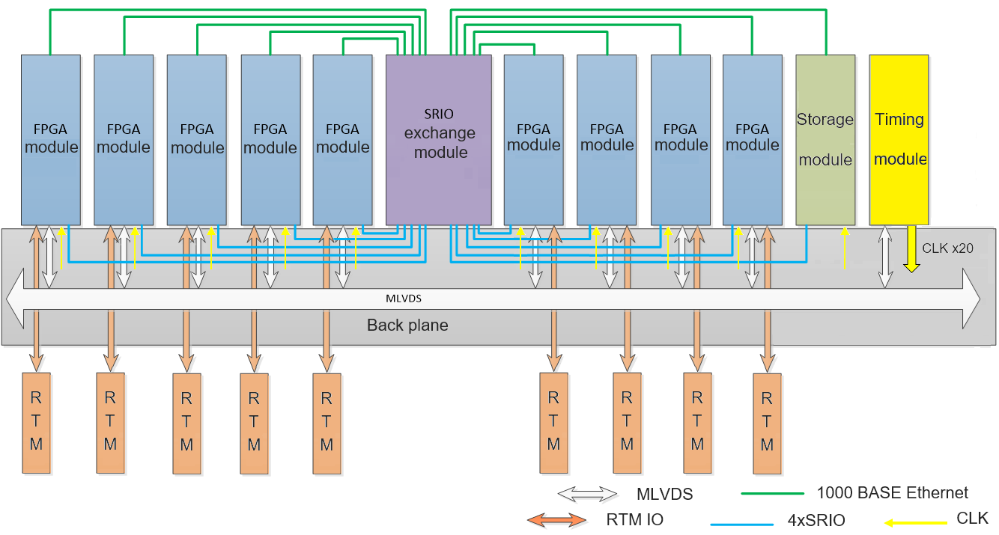 FPGA
module
FPGA
module
FPGA
module
FPGA
module
FPGA
module
SRIO
exchange
module
FPGA
module
FPGA
module
FPGA
module
FPGA
module
Storage
module
Timing
module
CLK x20
MLVDS
Back plane
R
T
M
R
T
M
R
T
M
R
T
M
R
T
M
R
T
M
R
T
M
R
T
M
R
T
M
MLVDS
1000 BASE Ethernet
RTM IO
4xSRIO
CLK